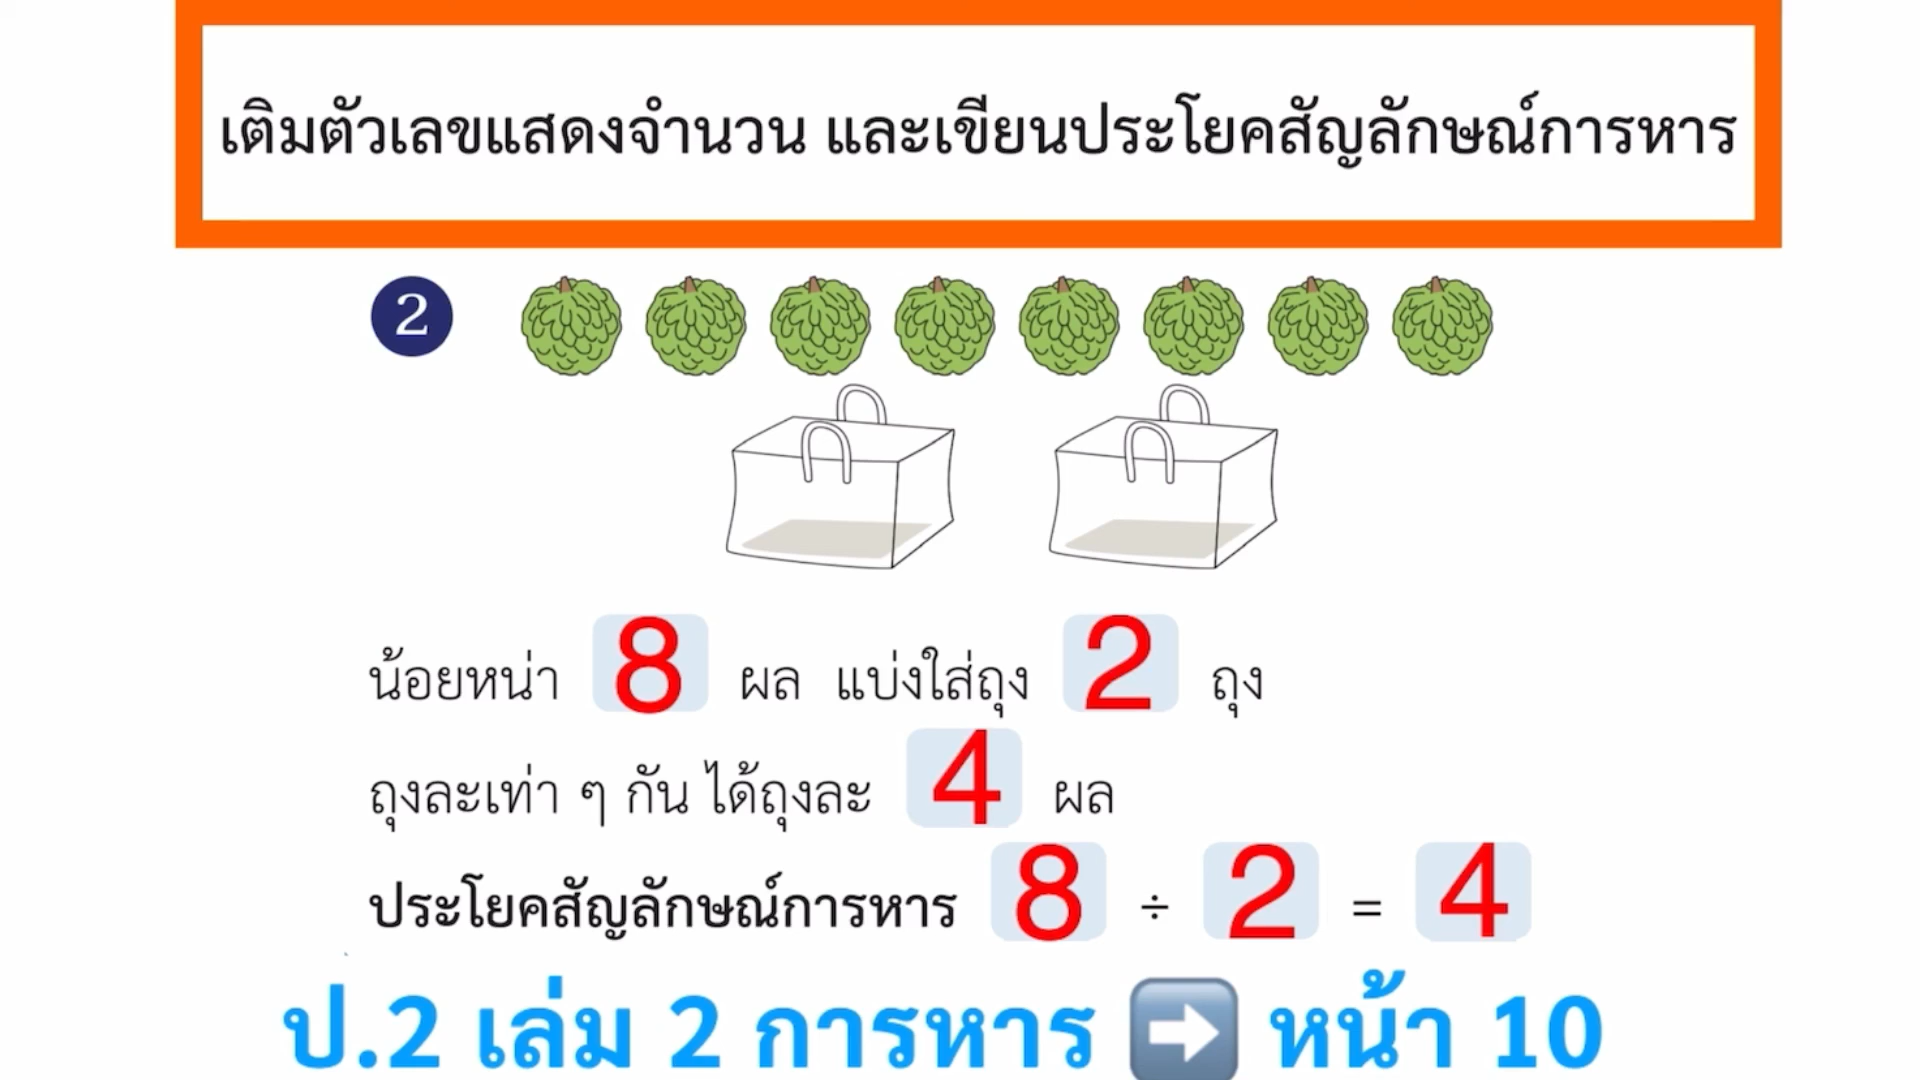 เติมตัวเลขแสดงจำนวน และเขียนประโยคสัญลักษณ์การหาร
2
น้อยหน่า 8 ผล แบ่งใส่ถุง 2 ถุง
ถุงละเท่า ๆ กัน ได้ถุงละ 4 ผล
ประโยคสัญลักษณ์การหาร 8 ÷ 2 = 4
ป.2 เล่ม 2 การหาร ➡ หน้า 10